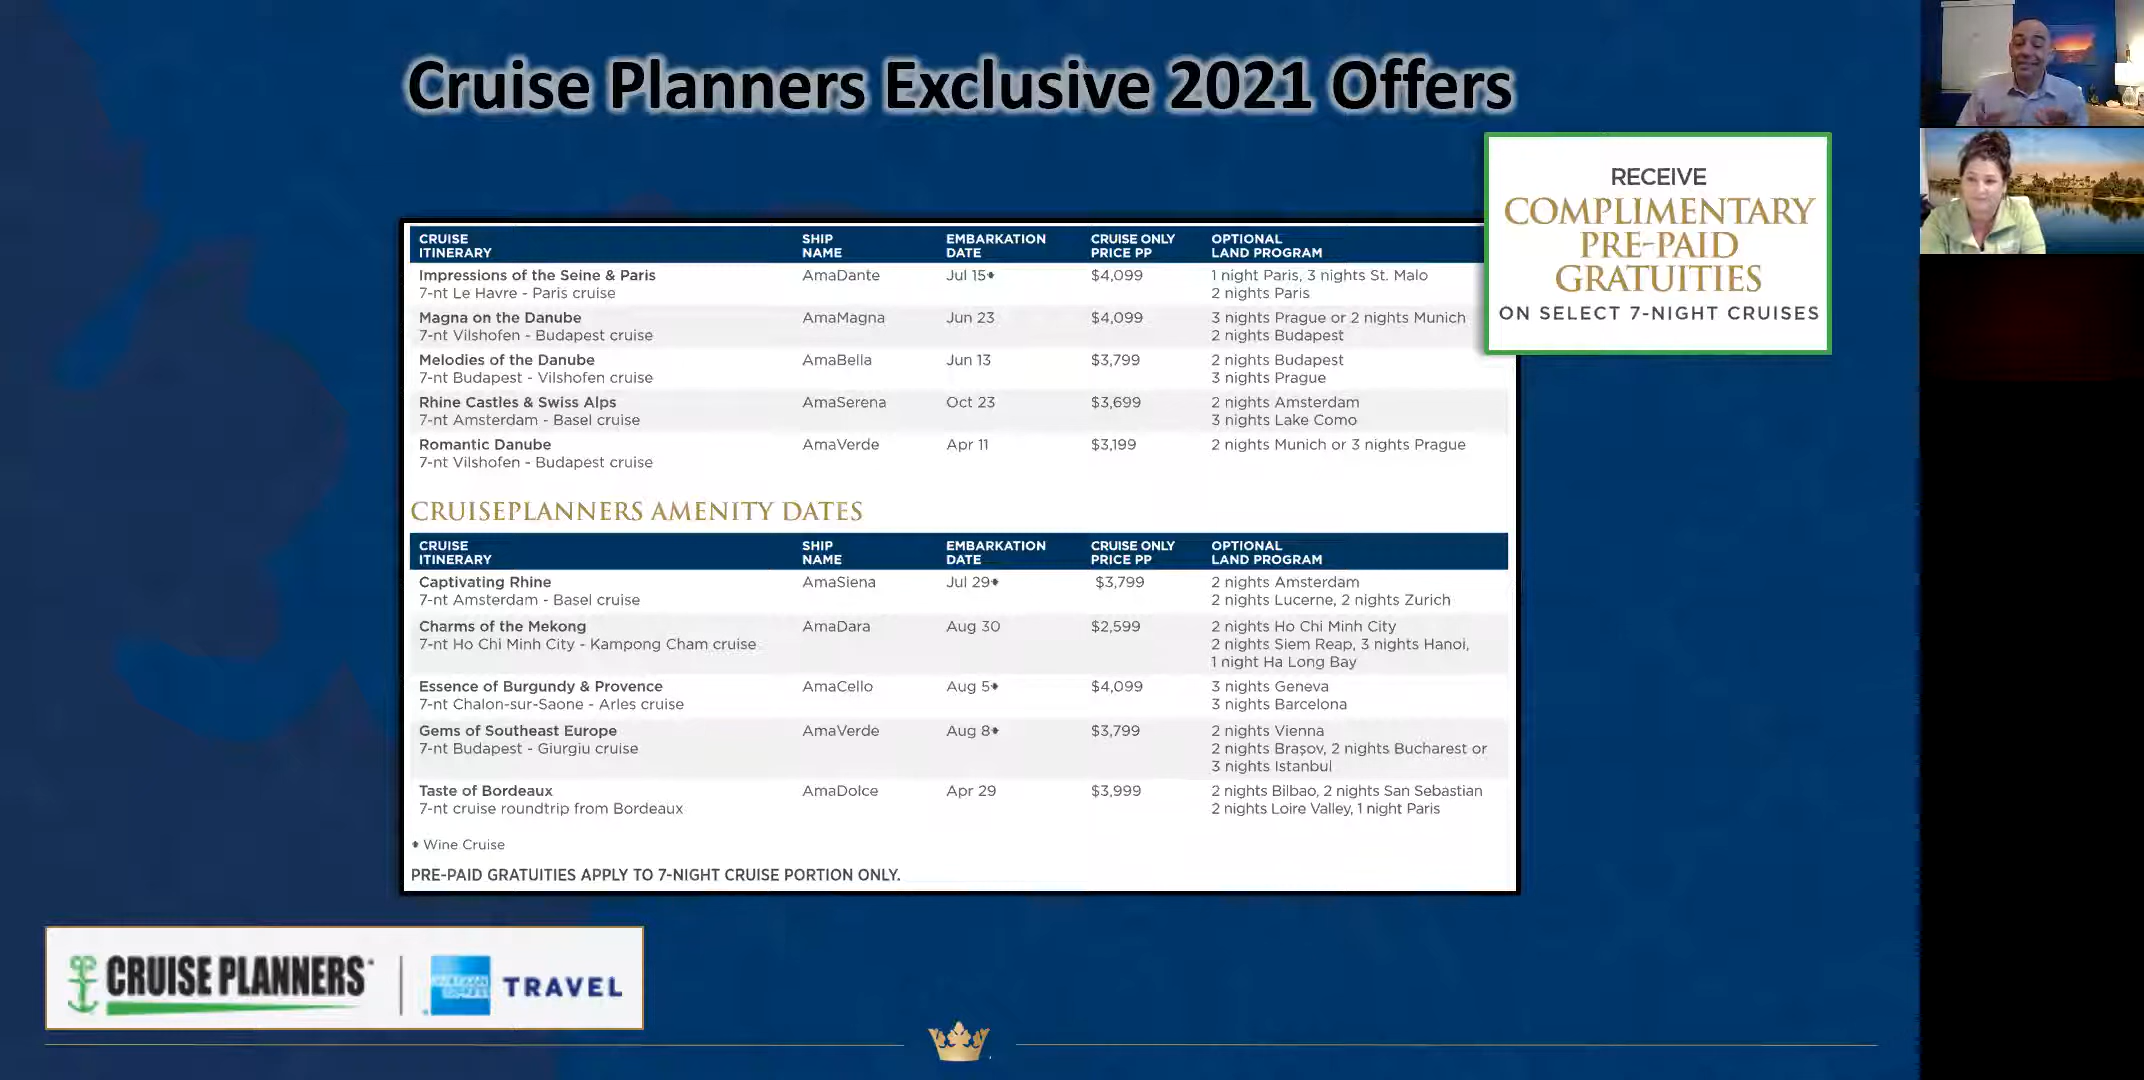 Cruise Planners Exclusive 2021 Offers
RECEIVE
COMPLIMENTARY
PRE-PAID
GRATUITIES
ON SELECT 7-NIGHT CRUISES
CRUISE ITINERARY SHIP NAME EMBARKATION DATE CRUISE ONLY PRICE PP OPTIONAL LAND PROGRAM
Impressions of the Seine & Paris AmaDante Jul 15♦ $4,099 1 night Paris, 3 nights St. Malo
7-nt Le Havre - Paris cruise 2 nights Paris
Magna on the Danube AmaMagna Jun 23 $4,099 3 nights Prague or 2 nights Munich
7-nt Vilshofen - Budapest cruise 2 nights Budapest
Melodies of the Danube AmaBella Jun 13 $3,799 2 nights Budapest
7-nt Budapest - Vilshofen cruise 3 nights Prague
Rhine Castles & Swiss Alps AmaSerena Oct 23 $3,699 2 nights Amsterdam
7-nt Amsterdam - Basel cruise 3 nights Lake Como
Romantic Danube AmaVerde Apr 11 $3,199 2 nights Munich or 3 nights Prague
7-nt Vilshofen - Budapest cruise
CRUISEPLANNERS AMENITY DATES
CRUISE ITINERARY SHIP NAME EMBARKATION DATE CRUISE ONLY PRICE PP OPTIONAL LAND PROGRAM
Captivating Rhine AmaSiena Jul 29♦ $3,799 2 nights Amsterdam
7-nt Amsterdam - Basel cruise 2 nights Lucerne, 2 nights Zurich
Charms of the Mekong AmaDara Aug 30 $2,599 2 nights Ho Chi Minh City
7-nt Ho Chi Minh City - Kampong Cham cruise 2 nights Siem Reap, 3 nights Hanoi,
1 night Ha Long Bay
Essence of Burgundy & Provence AmaCello Aug 5♦ $4,099 3 nights Geneva
7-nt Chalon-sur-Saone - Arles cruise 3 nights Barcelona
Gems of Southeast Europe AmaVerde Aug 8♦ $3,799 2 nights Vienna
7-nt Budapest - Giurgiu cruise 2 nights Brașov, 2 nights Bucharest or
3 nights Istanbul
Taste of Bordeaux AmaDolce Apr 29 $3,999 2 nights Bilbao, 2 nights San Sebastian
7-nt cruise roundtrip from Bordeaux 2 nights Loire Valley, 1 night Paris
♦ Wine Cruise
PRE-PAID GRATUITIES APPLY TO 7-NIGHT CRUISE PORTION ONLY.
CRUISE PLANNERS | AMERICAN EXPRESS TRAVEL